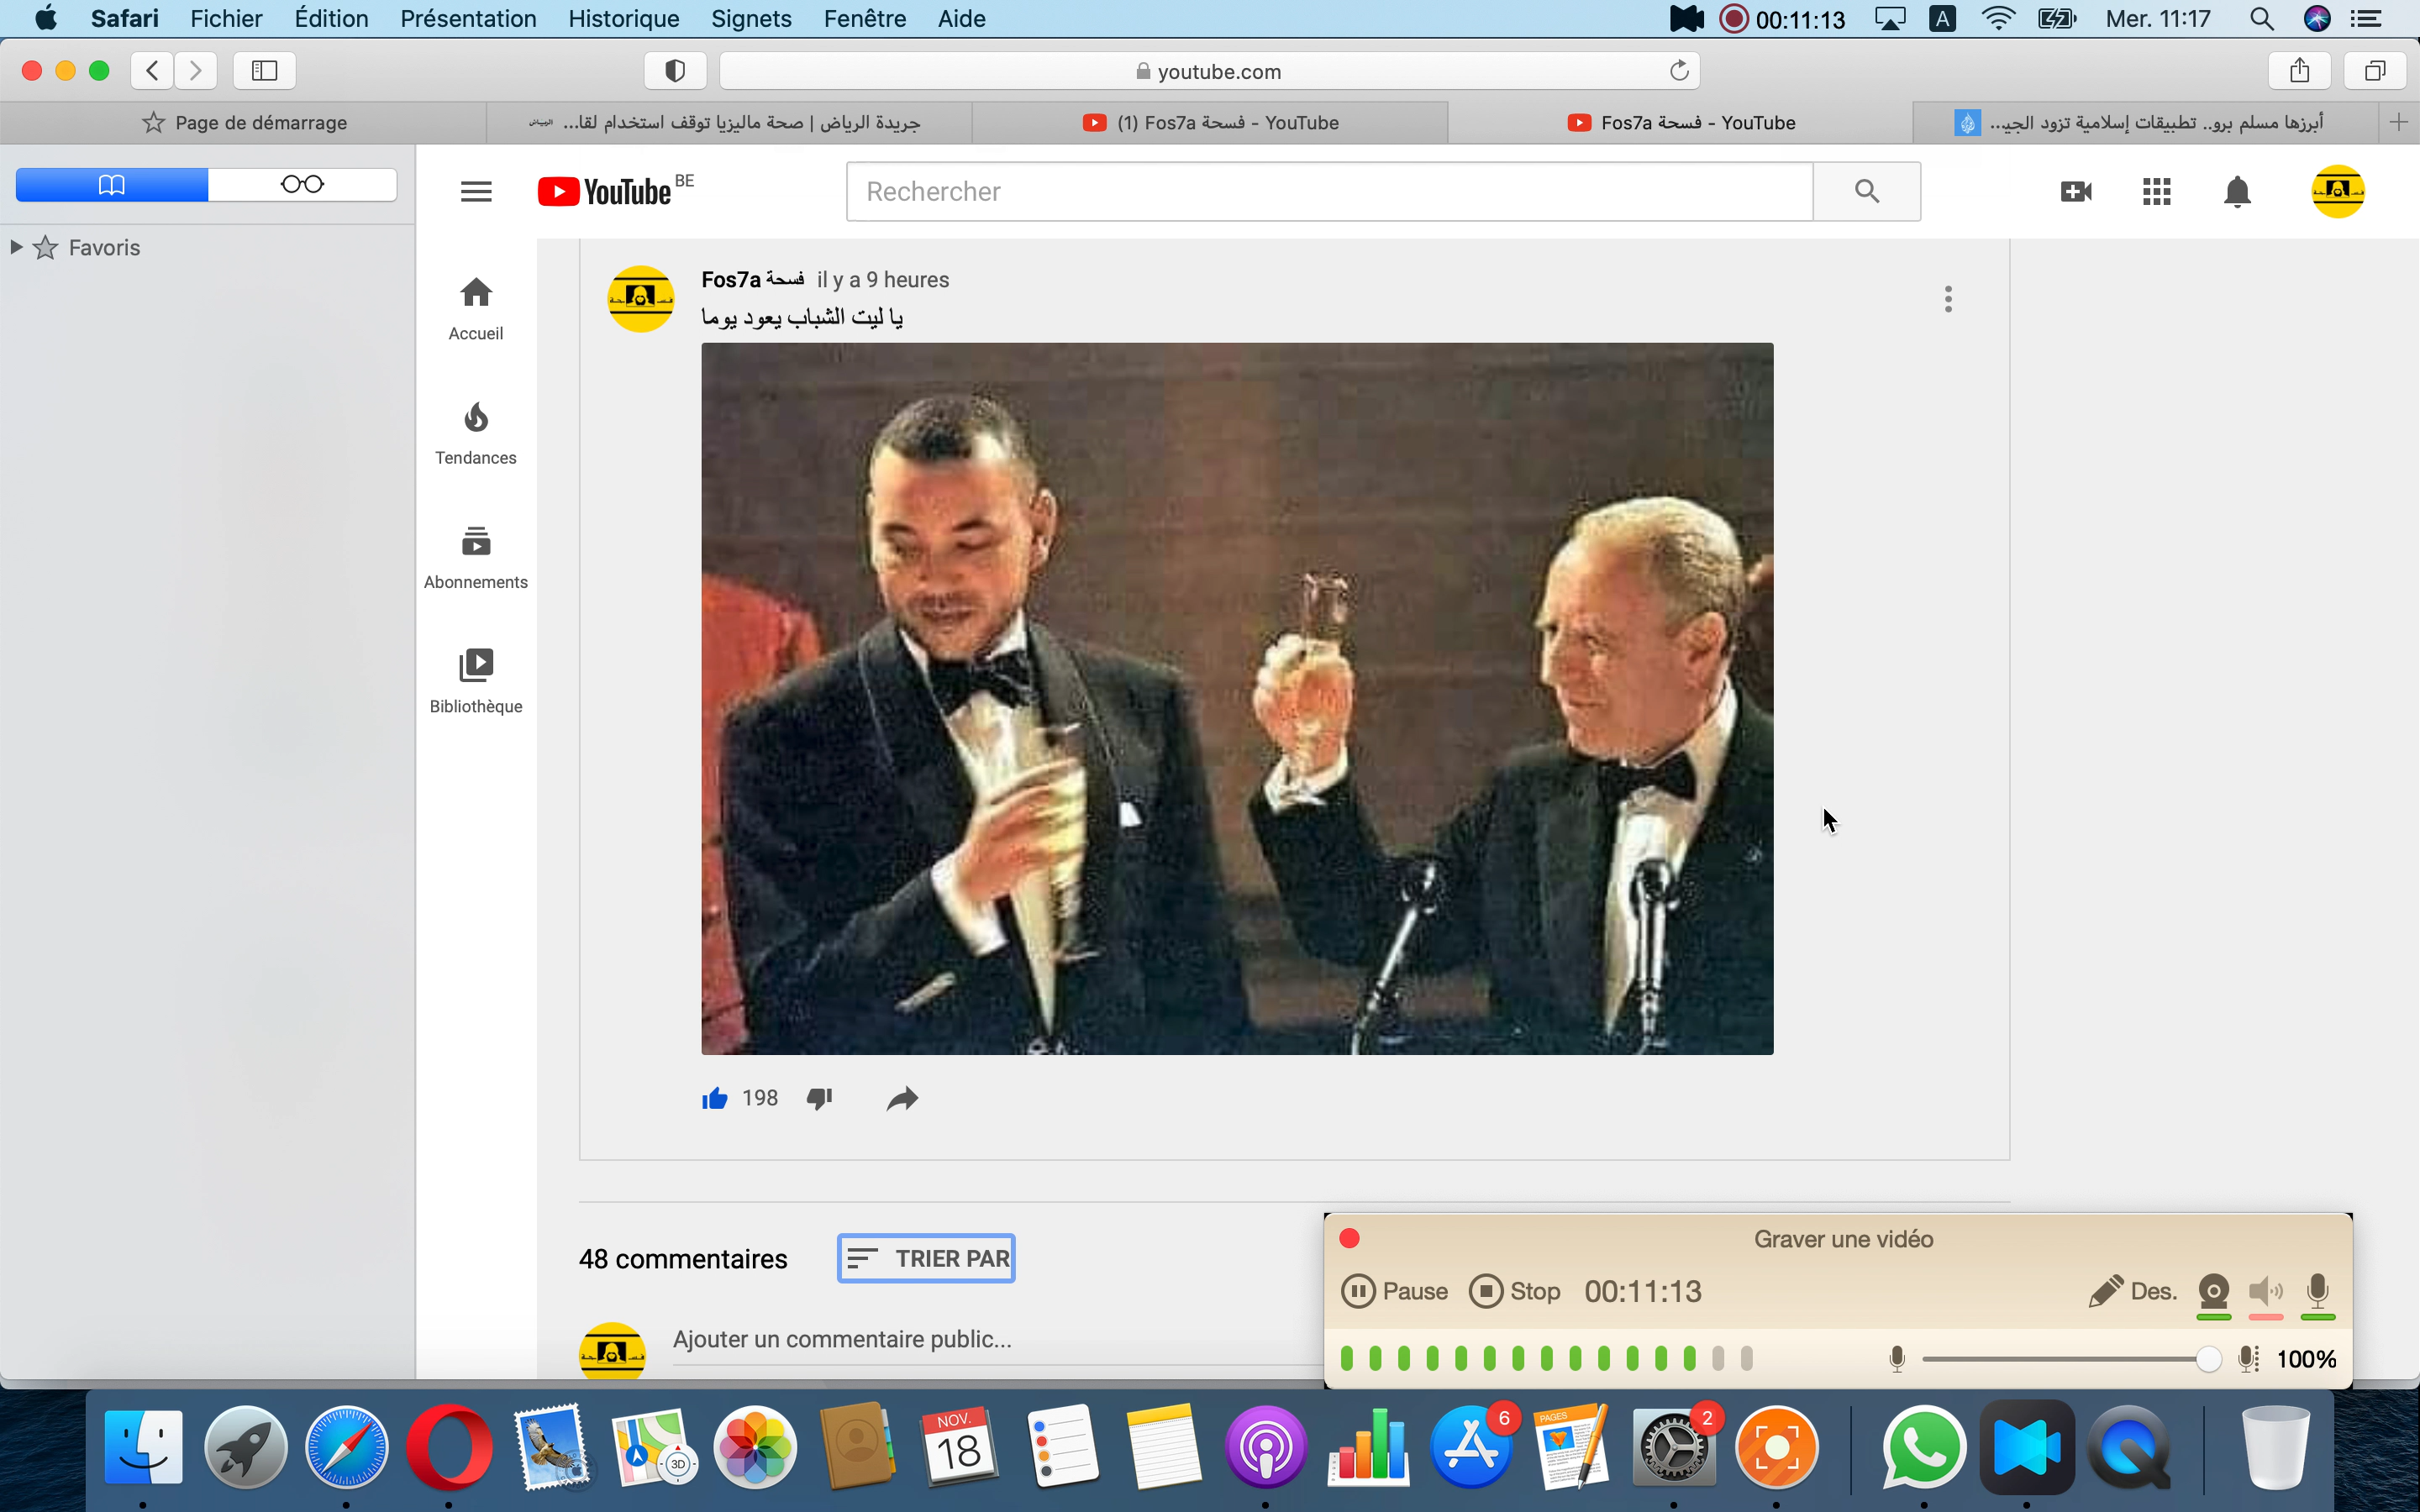 Safari Fichier Édition Présentation Historique Signets Fenêtre Aide 00:11:13 A Mer. 11:17
youtube.com
Page de démarrage
جريدة الرياض | صحة ماليزيا توقف استخدام لقا...
(1) Fos7a فسحة - YouTube
Fos7a فسحة - YouTube
أبرزها مسلم برو.. تطبيقات إسلامية تزود الجيـ...
YouTube BE
Rechercher
Favoris
Accueil
Tendances
Abonnements
Bibliothèque
Fos7a فسحة il y a 9 heures
يا ليت الشباب يعود يوما
198
48 commentaires TRIER PAR
Ajouter un commentaire public...
Graver une vidéo
Pause Stop 00:11:13 Des.
100%
NOV.
18
3D
6
PAGES
2